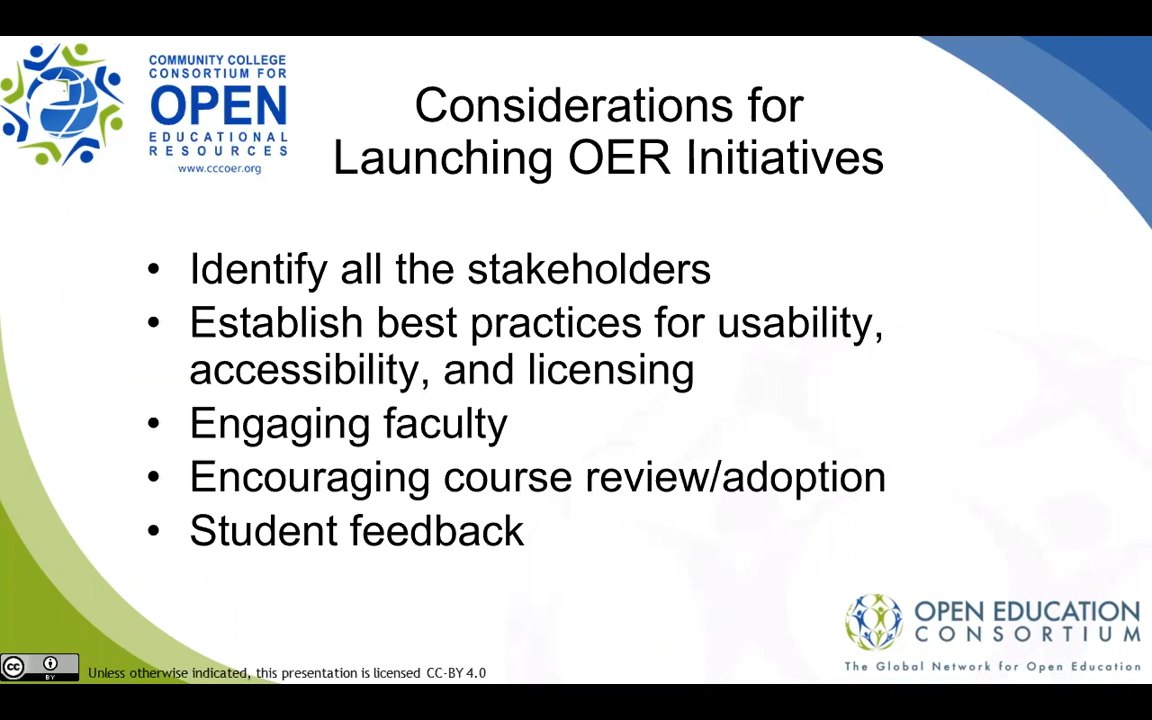 COMMUNITY COLLEGE
CONSORTIUM FOR
OPEN
EDUCATIONAL
RESOURCES
www.cccoer.org
Considerations for
Launching OER Initiatives
• Identify all the stakeholders
• Establish best practices for usability,
accessibility, and licensing
• Engaging faculty
• Encouraging course review/adoption
• Student feedback
OPEN EDUCATION
CONSORTIUM
The Global Network for Open Education
cc
BY
Unless otherwise indicated, this presentation is licensed CC-BY 4.0